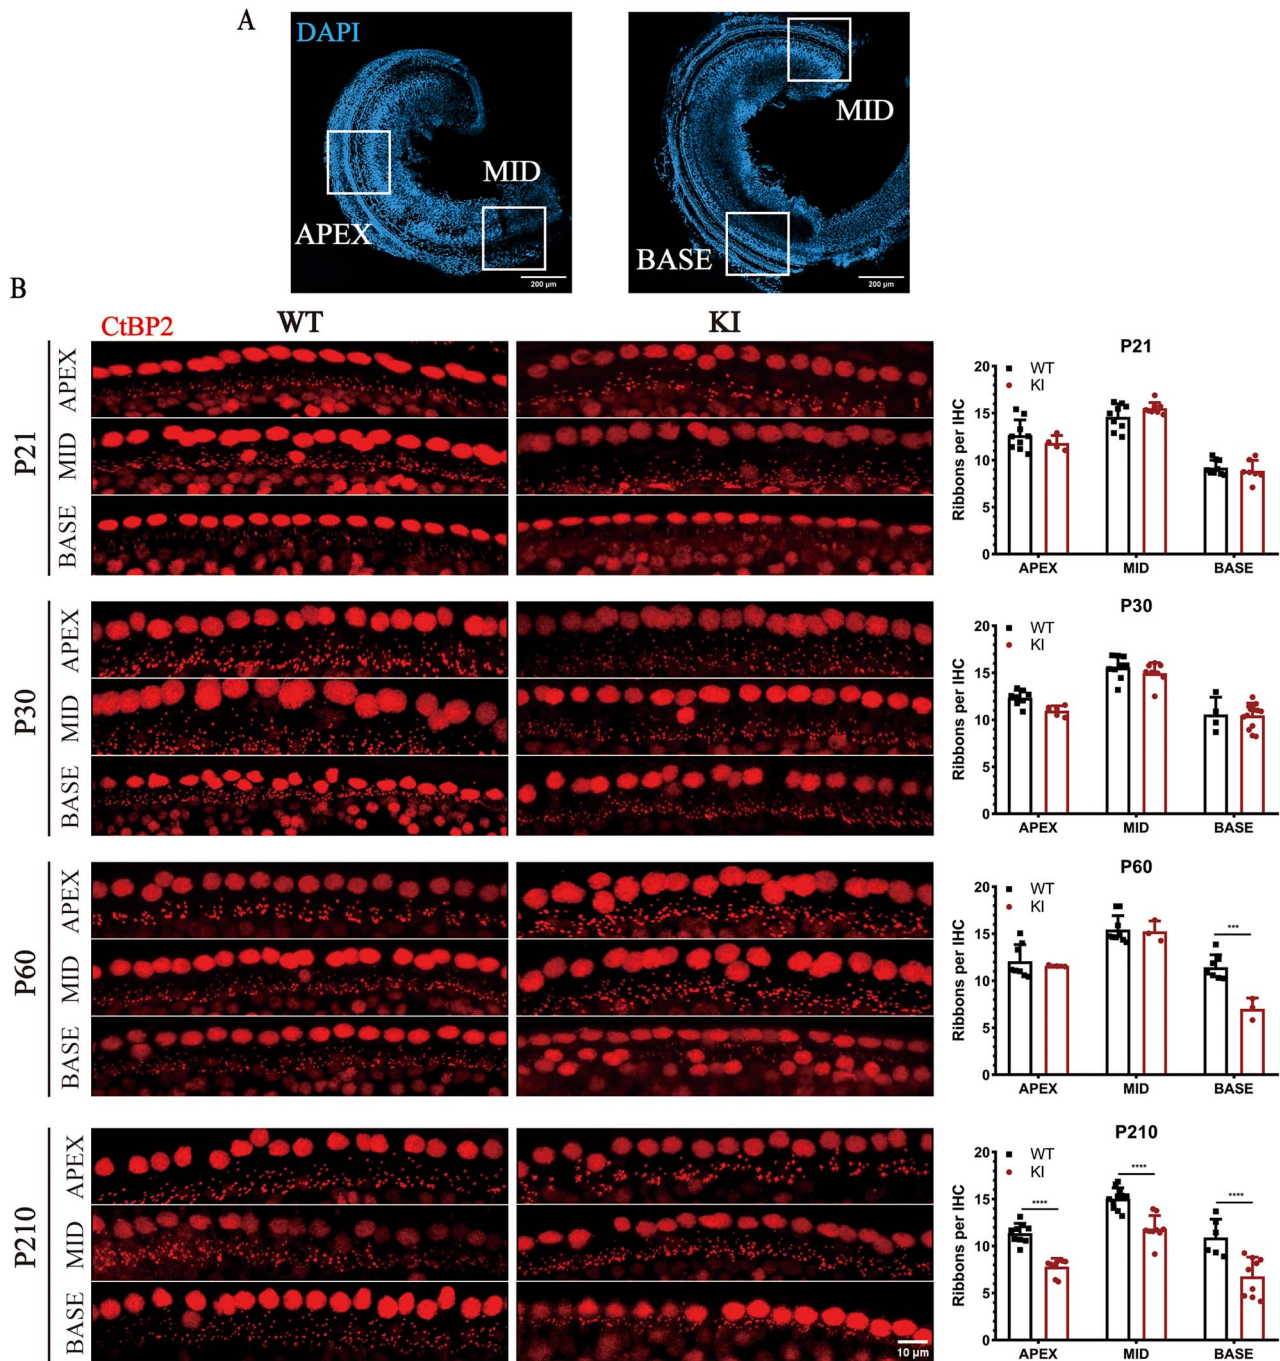 A
DAPI
APEX
MID
200 µm
MID
BASE
200 µm
B
CtBP2
WT
KI
P21
APEX
MID
BASE
P21
WT
KI
Ribbons per IHC
20
15
10
5
0
APEX MID BASE
P30
APEX
MID
BASE
P30
WT
KI
Ribbons per IHC
20
15
10
5
0
APEX MID BASE
P60
APEX
MID
BASE
P60
WT
KI
***
Ribbons per IHC
20
15
10
5
0
APEX MID BASE
P210
APEX
MID
BASE
10 µm
P210
WT
KI
****
****
****
Ribbons per IHC
20
15
10
5
0
APEX MID BASE